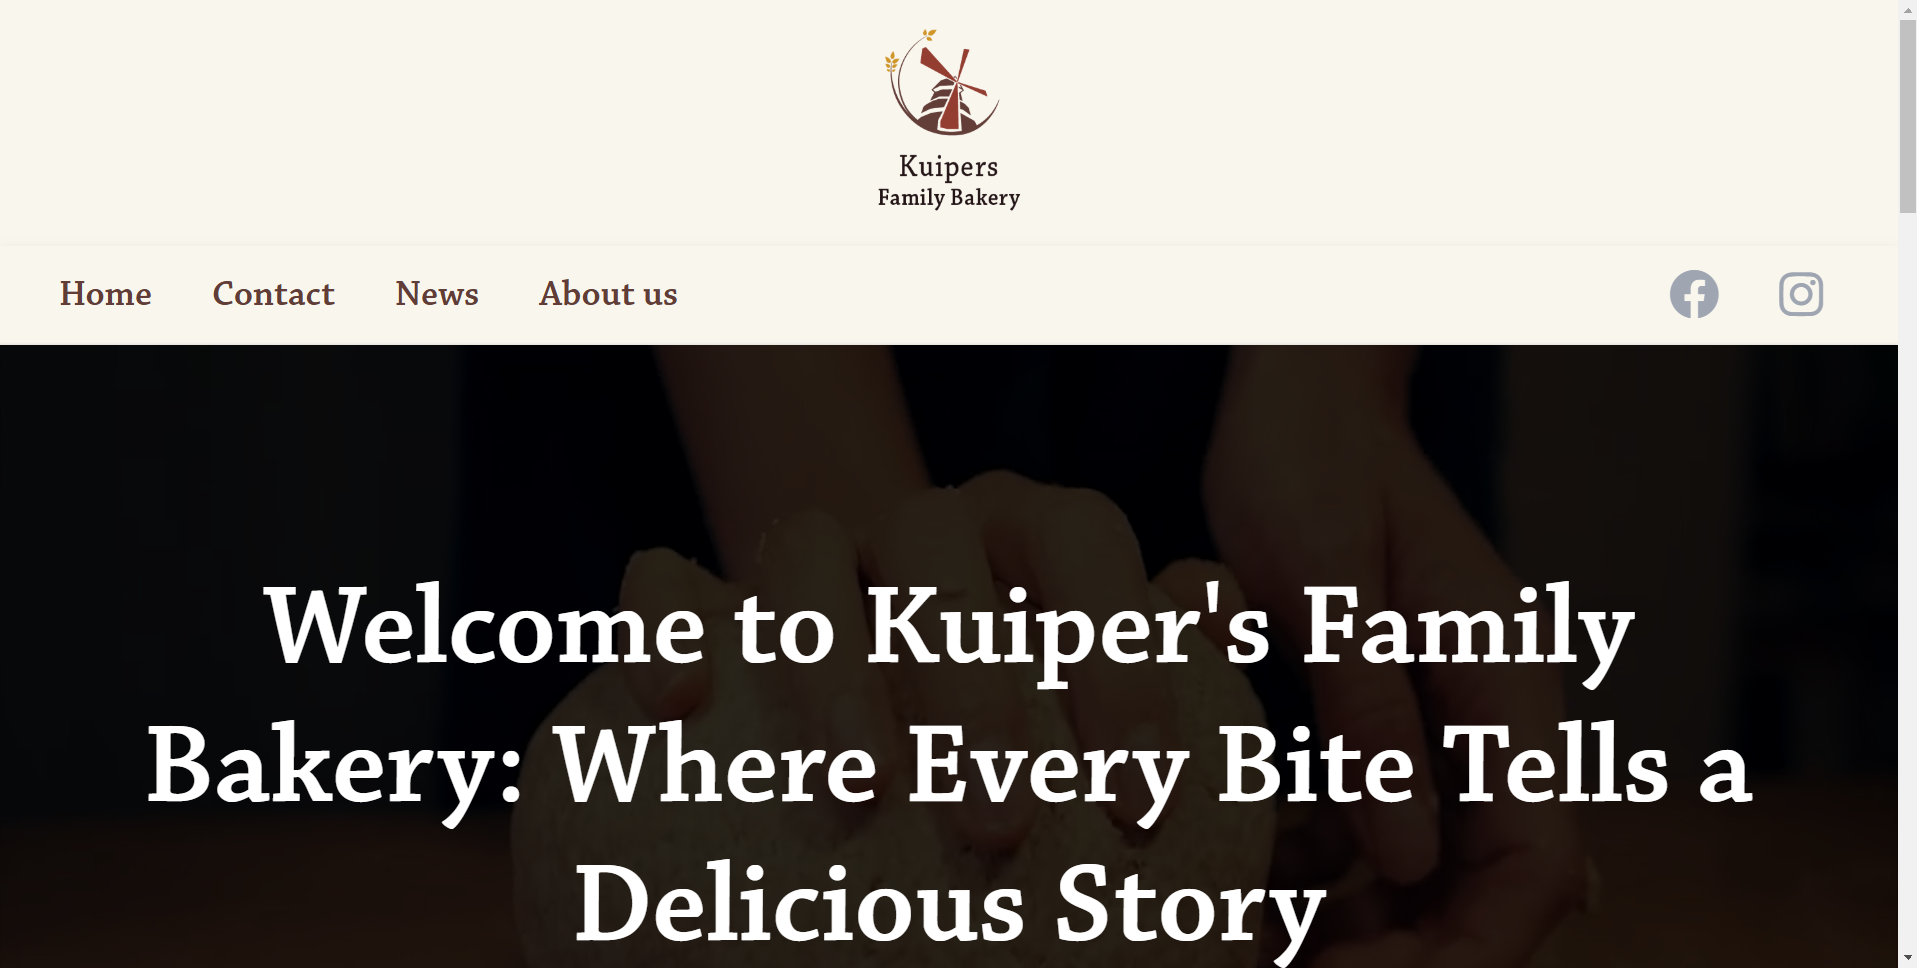 Kuipers
Family Bakery
Home Contact News About us
Welcome to Kuiper's Family
Bakery: Where Every Bite Tells a
Delicious Story